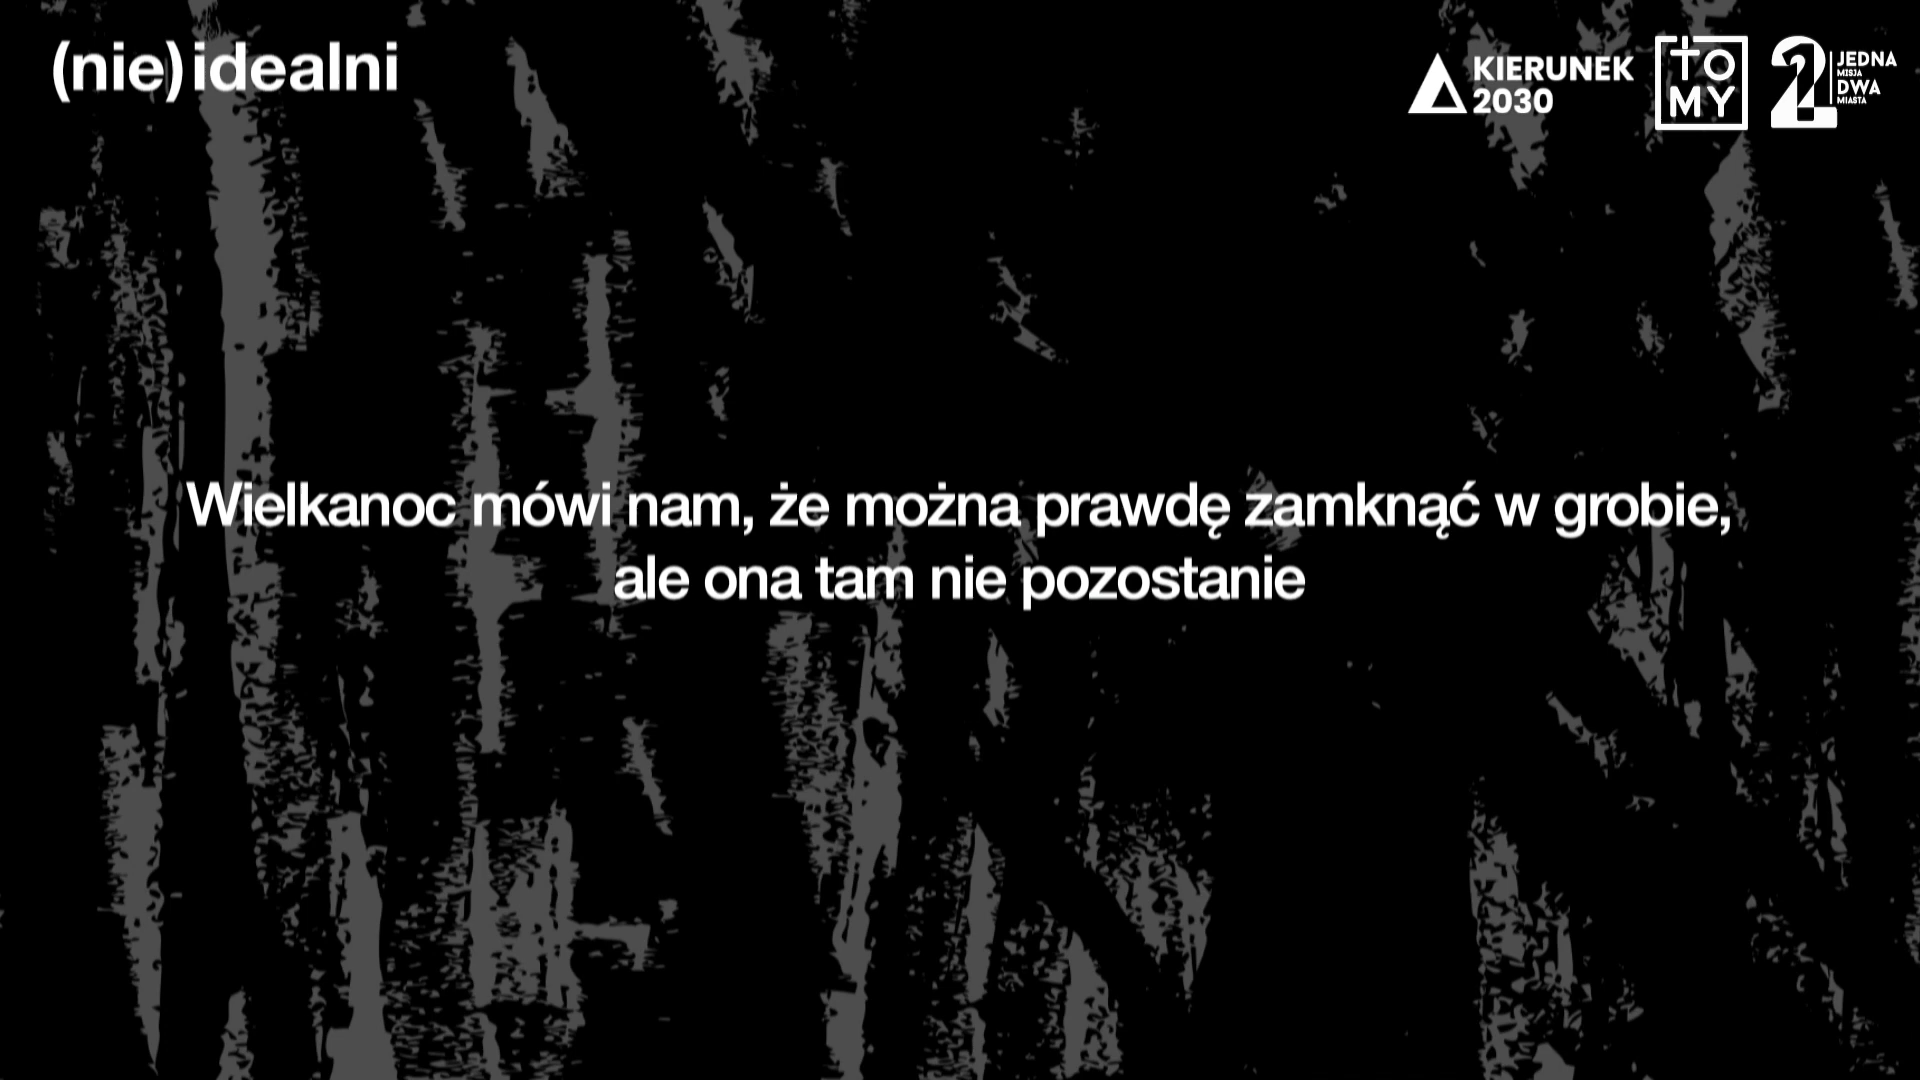 (nie)idealni
KIERUNEK
2030
TO
MY
21
JEDNA
MISJA
DWA
MIASTA
Wielkanoc mówi nam, że można prawdę zamknąć w grobie,
ale ona tam nie pozostanie